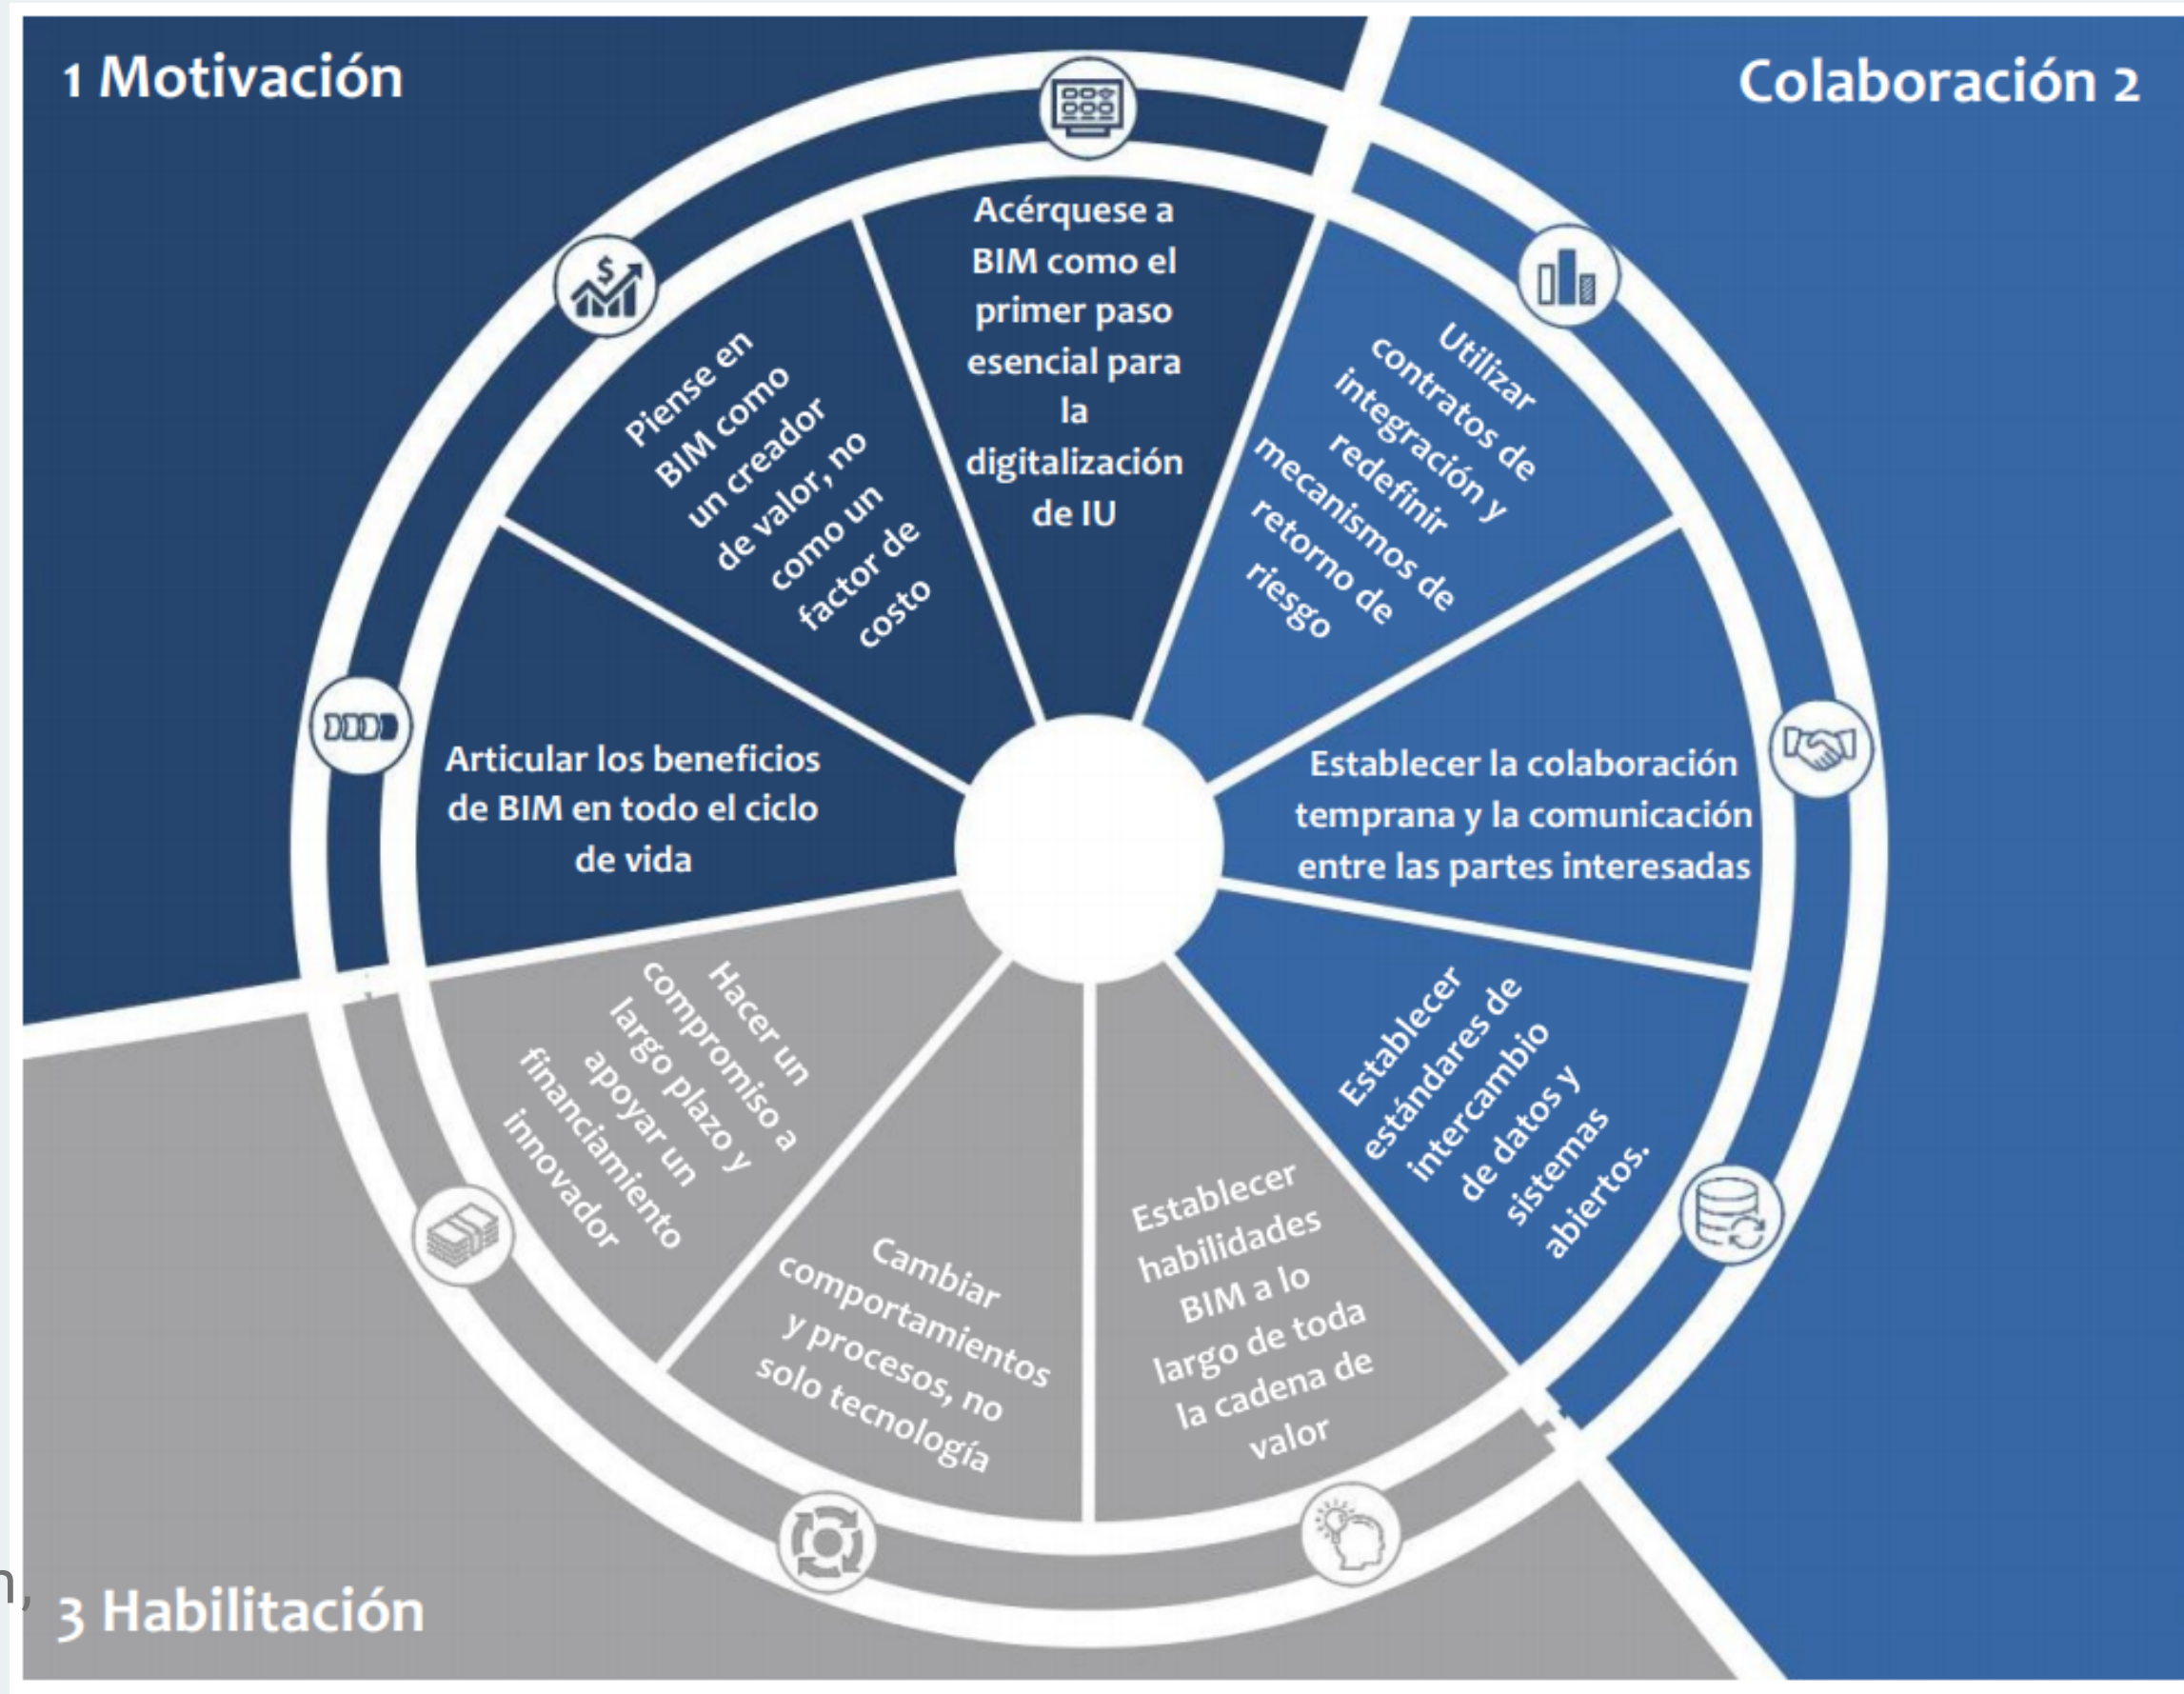 1 Motivación
Colaboración 2
Articular los beneficios
de BIM en todo el ciclo
de vida
Piense en
BIM como
un creador
de valor, no
como un
factor de
costo
Acérquese a
BIM como el
primer paso
esencial para
la
digitalización
de IU
Utilizar
contratos de
integración y
redefinir
mecanismos de
retorno de
riesgo
Establecer la colaboración
temprana y la comunicación
entre las partes interesadas
Establecer
estándares de
intercambio
de datos y
sistemas
abiertos.
Establecer
habilidades
BIM a lo
largo de toda
la cadena de
valor
Cambiar
comportamientos
y procesos, no
solo tecnología
Hacer un
compromiso a
largo plazo y
apoyar un
financiamiento
innovador
3 Habilitación